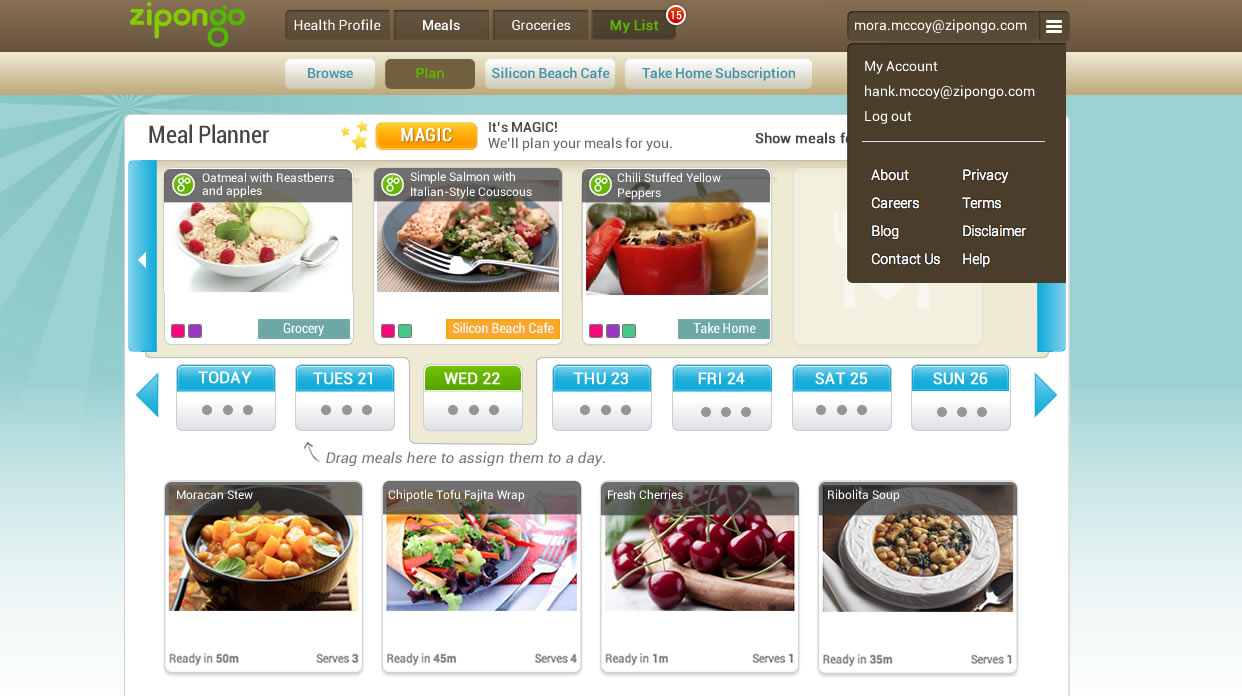 zipongo
Health Profile
Meals
Groceries
My List
15
mora.mccoy@zipongo.com
My Account
hank.mccoy@zipongo.com
Log out
About
Privacy
Careers
Terms
Blog
Disclaimer
Contact Us
Help
Browse
Plan
Silicon Beach Cafe
Take Home Subscription
Meal Planner
MAGIC
It's MAGIC!
We'll plan your meals for you.
Show meals
go
Oatmeal with Reastberrs
and apples
Grocery
go
Simple Salmon with
Italian-Style Couscous
Silicon Beach Cafe
go
Chili Stuffed Yellow
Peppers
Take Home
TODAY
TUES 21
WED 22
THU 23
FRI 24
SAT 25
SUN 26
Drag meals here to assign them to a day.
Moracan Stew
Ready in 50m
Serves 3
Chipotle Tofu Fajita Wrap
Ready in 45m
Serves 4
Fresh Cherries
Ready in 1m
Serves 1
Ribolita Soup
Ready in 35m
Serves 1